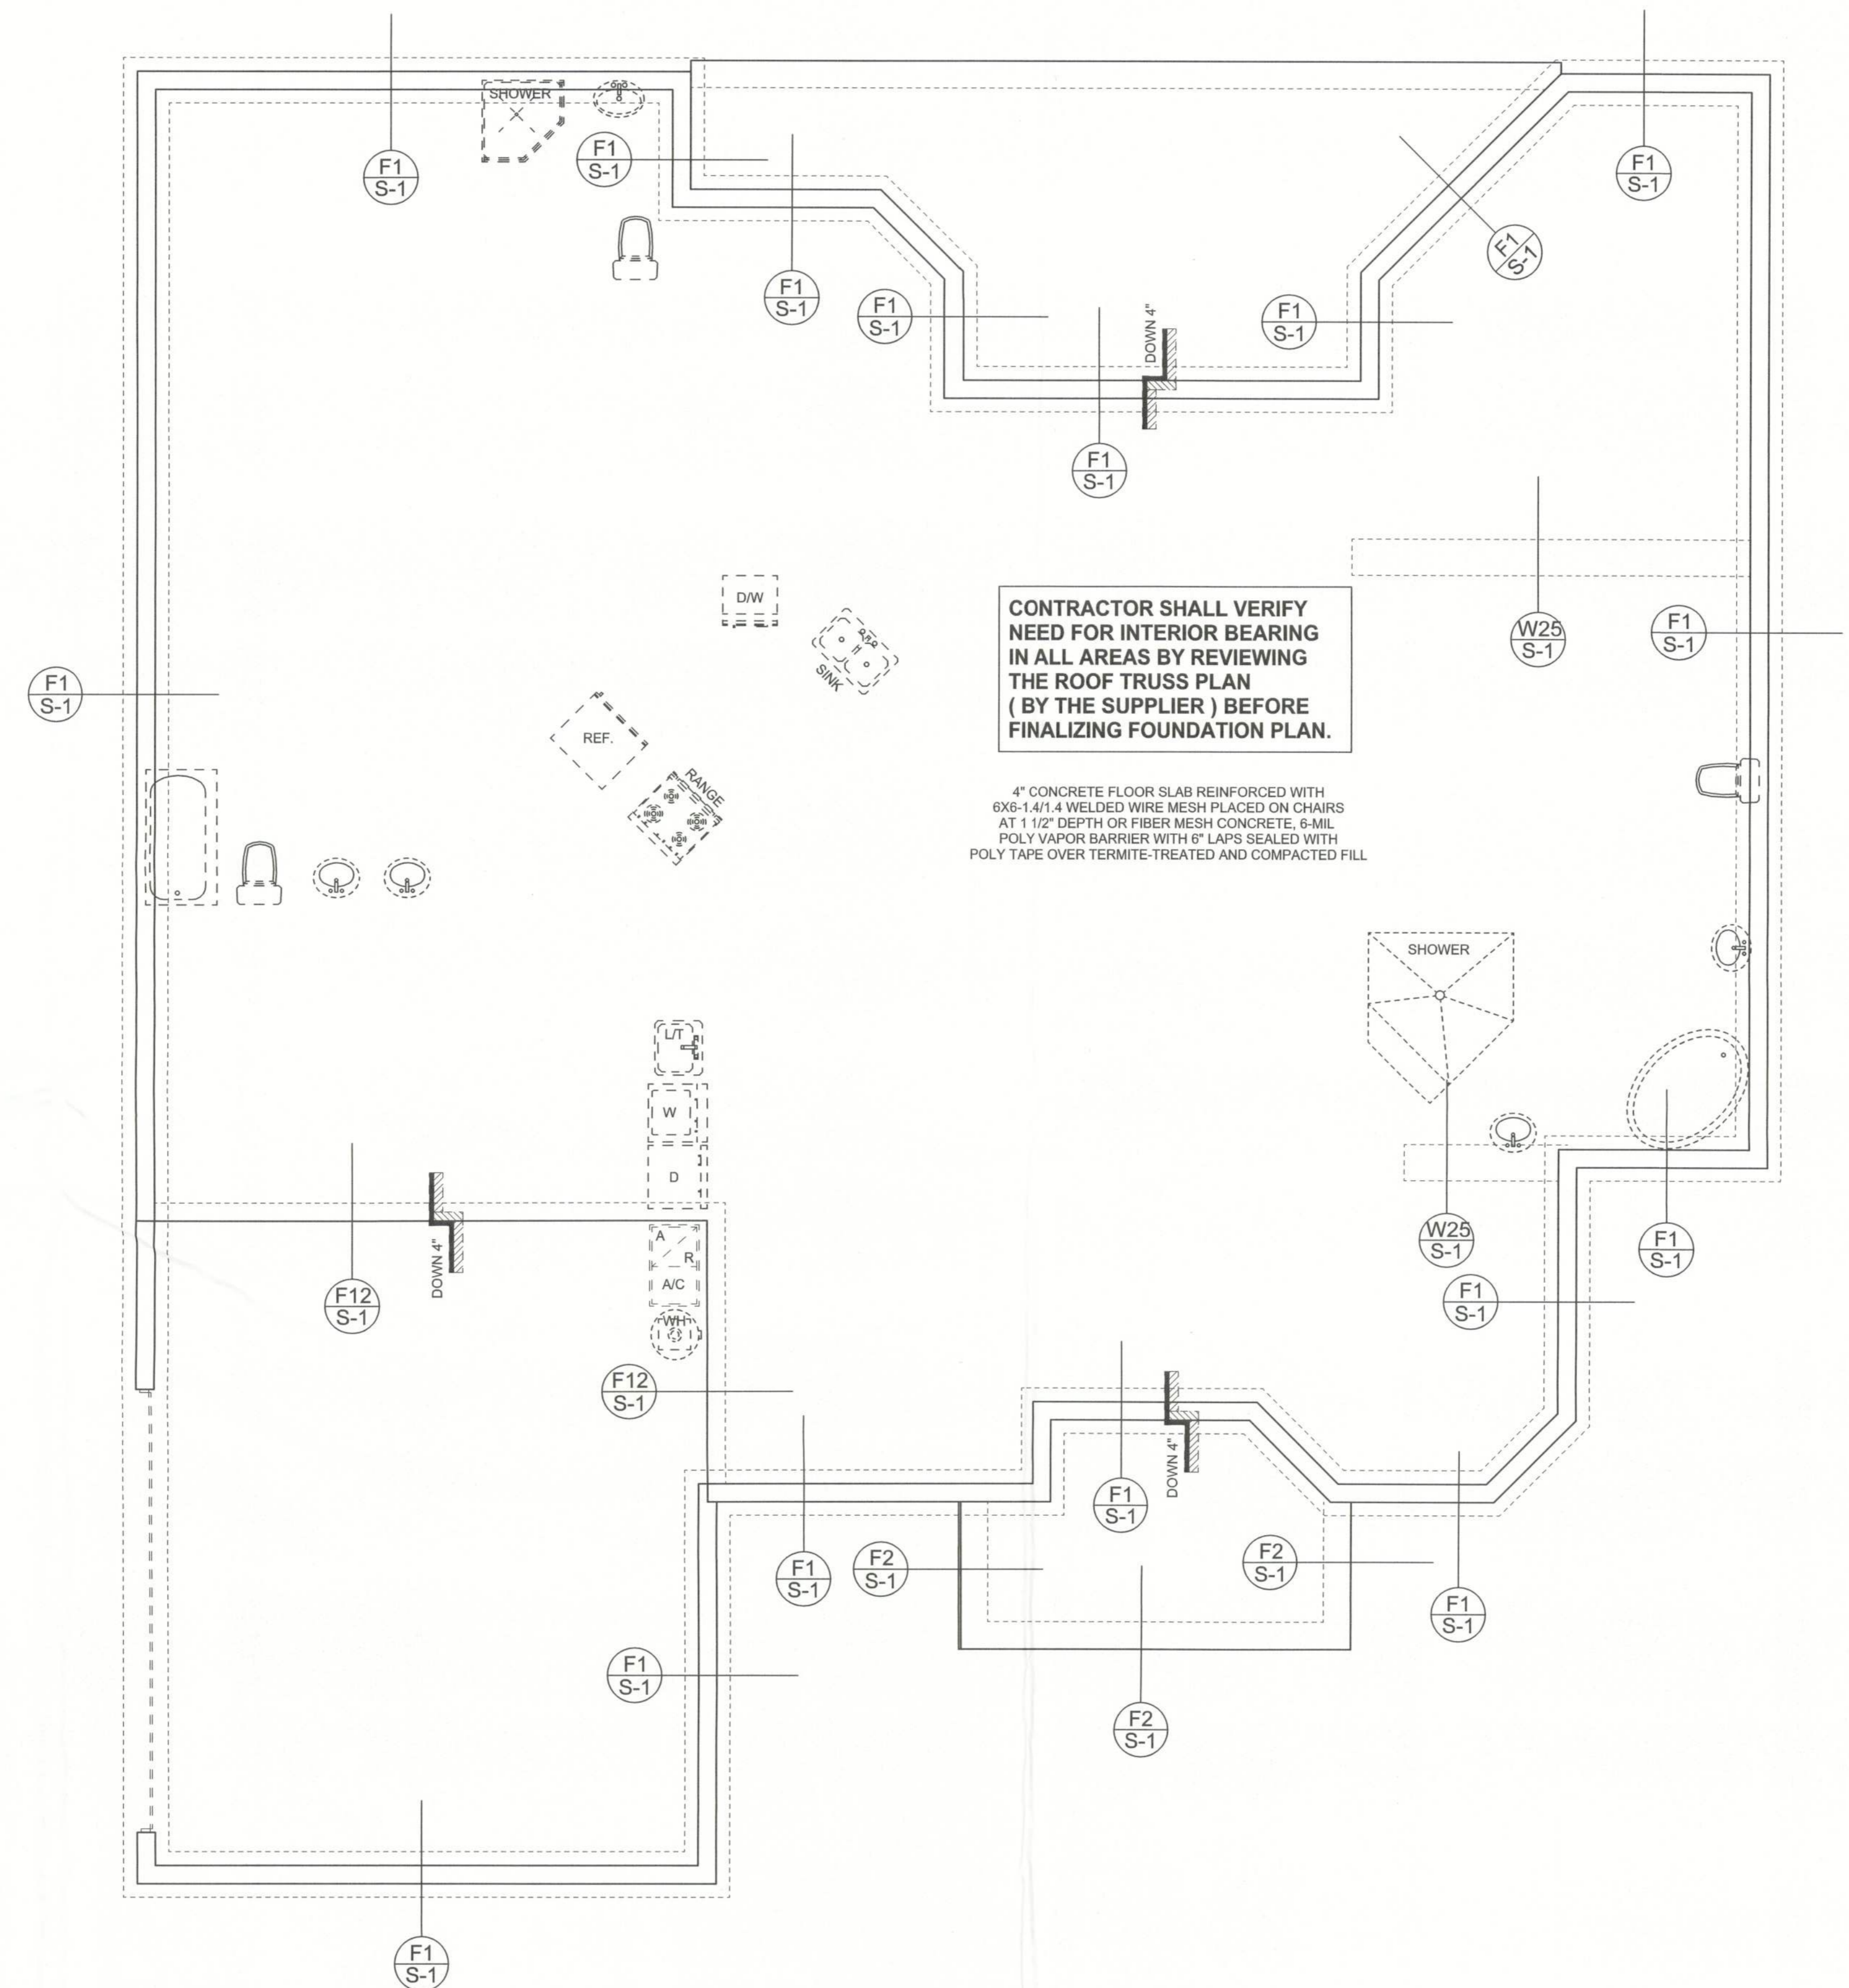 SHOWER
F1
S-1
F1
S-1
F1
S-1
F1
S-1
F1
S-1
F1
S-1
F1
S-1
DOWN 4"
F1
S-1
F1
S-1
D/W
SINK
CONTRACTOR SHALL VERIFY
NEED FOR INTERIOR BEARING
IN ALL AREAS BY REVIEWING
THE ROOF TRUSS PLAN
( BY THE SUPPLIER ) BEFORE
FINALIZING FOUNDATION PLAN.
W25
S-1
F1
S-1
F1
S-1
REF.
RANGE
4" CONCRETE FLOOR SLAB REINFORCED WITH
6X6-1.4/1.4 WELDED WIRE MESH PLACED ON CHAIRS
AT 1 1/2" DEPTH OR FIBER MESH CONCRETE, 6-MIL
POLY VAPOR BARRIER WITH 6" LAPS SEALED WITH
POLY TAPE OVER TERMITE-TREATED AND COMPACTED FILL
SHOWER
L/T
W
D
A
R
A/C
WH
DOWN 4"
F12
S-1
W25
S-1
F1
S-1
F1
S-1
F12
S-1
DOWN 4"
F1
S-1
F1
S-1
F2
S-1
F2
S-1
F1
S-1
F1
S-1
F2
S-1
F1
S-1